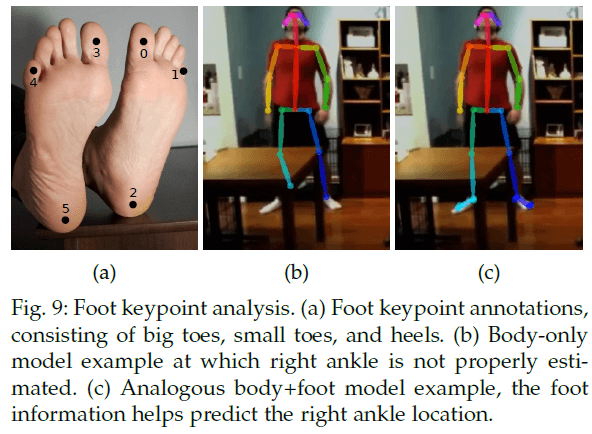 3
0
4
1
2
5
(a)
(b)
(c)
Fig. 9: Foot keypoint analysis. (a) Foot keypoint annotations,
consisting of big toes, small toes, and heels. (b) Body-only
model example at which right ankle is not properly esti-
mated. (c) Analogous body+foot model example, the foot
information helps predict the right ankle location.